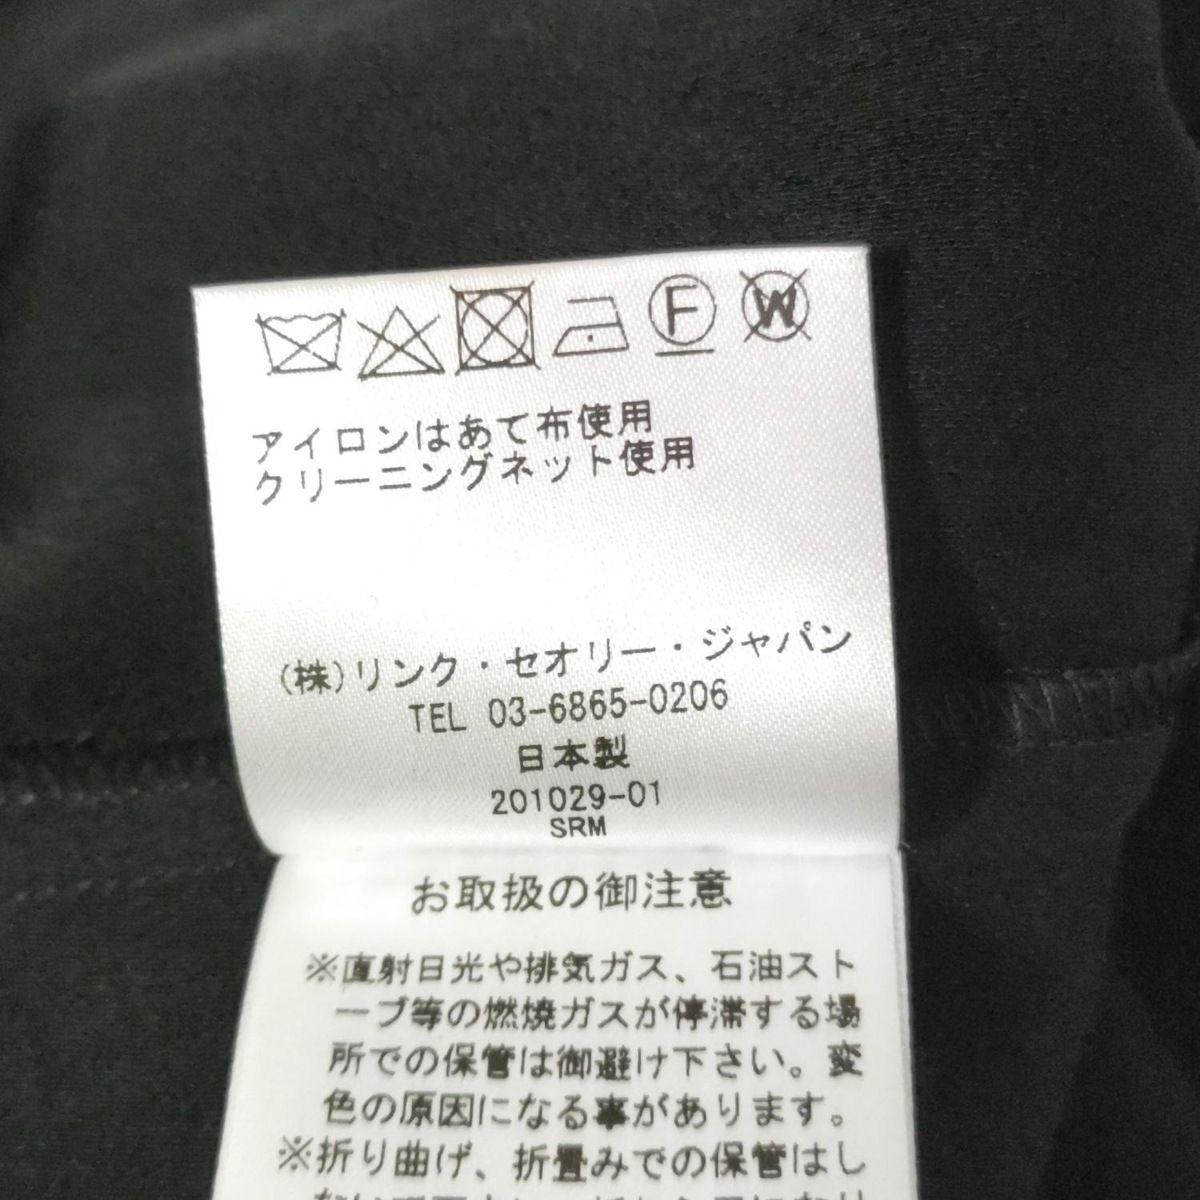 F W
アイロンはあて布使用
クリーニングネット使用
(株)リンク・セオリー・ジャパン
TEL 03-6865-0206
日本製
201029-01
SRM
お取扱の御注意
※直射日光や排気ガス、石油スト
ーブ等の燃焼ガスが停滞する場
所での保管は御避け下さい。変
色の原因になる事があります。
※折り曲げ、折畳みでの保管はし